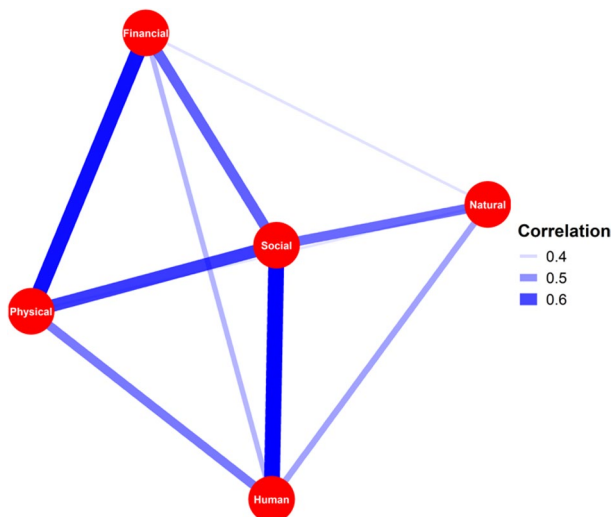 Financial
Natural
Social
Physical
Human
Correlation
0.4
0.5
0.6